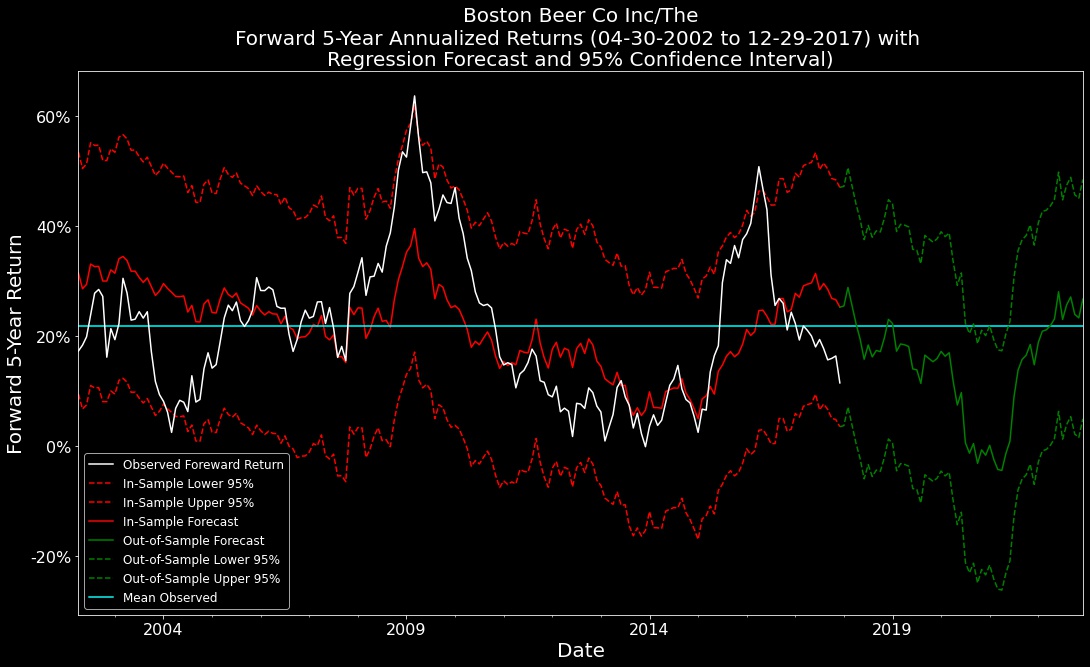 Boston Beer Co Inc/The
Forward 5-Year Annualized Returns (04-30-2002 to 12-29-2017) with
Regression Forecast and 95% Confidence Interval)
Forward 5-Year Return
60%
40%
20%
0%
-20%
Observed Foreward Return
In-Sample Lower 95%
In-Sample Upper 95%
In-Sample Forecast
Out-of-Sample Forecast
Out-of-Sample Lower 95%
Out-of-Sample Upper 95%
Mean Observed
2004
2009
2014
2019
Date